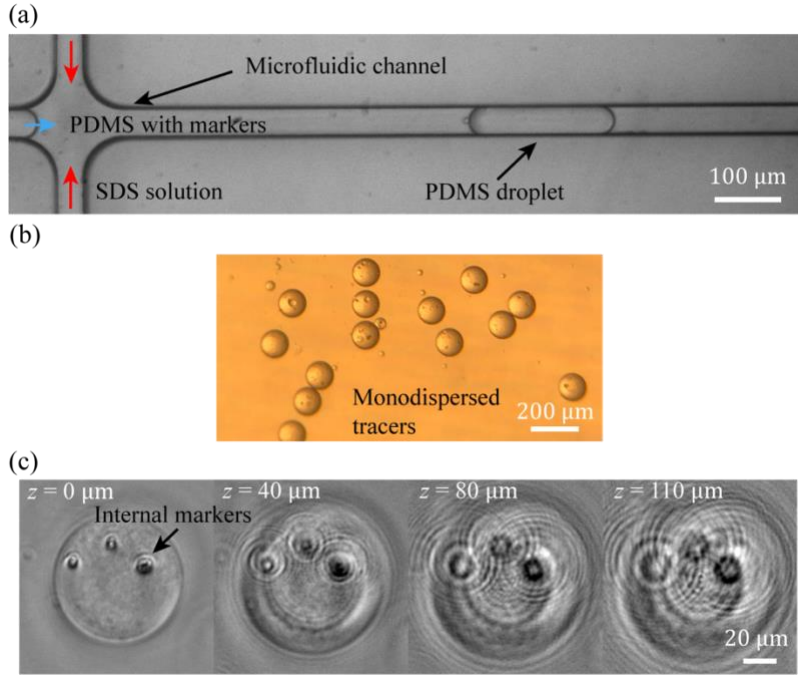 (a)
Microfluidic channel
PDMS with markers
SDS solution
PDMS droplet
100 μm
(b)
Monodispersed
tracers
200 μm
(c)
z = 0 μm
z = 40 μm
z = 80 μm
z = 110 μm
Internal markers
20 μm